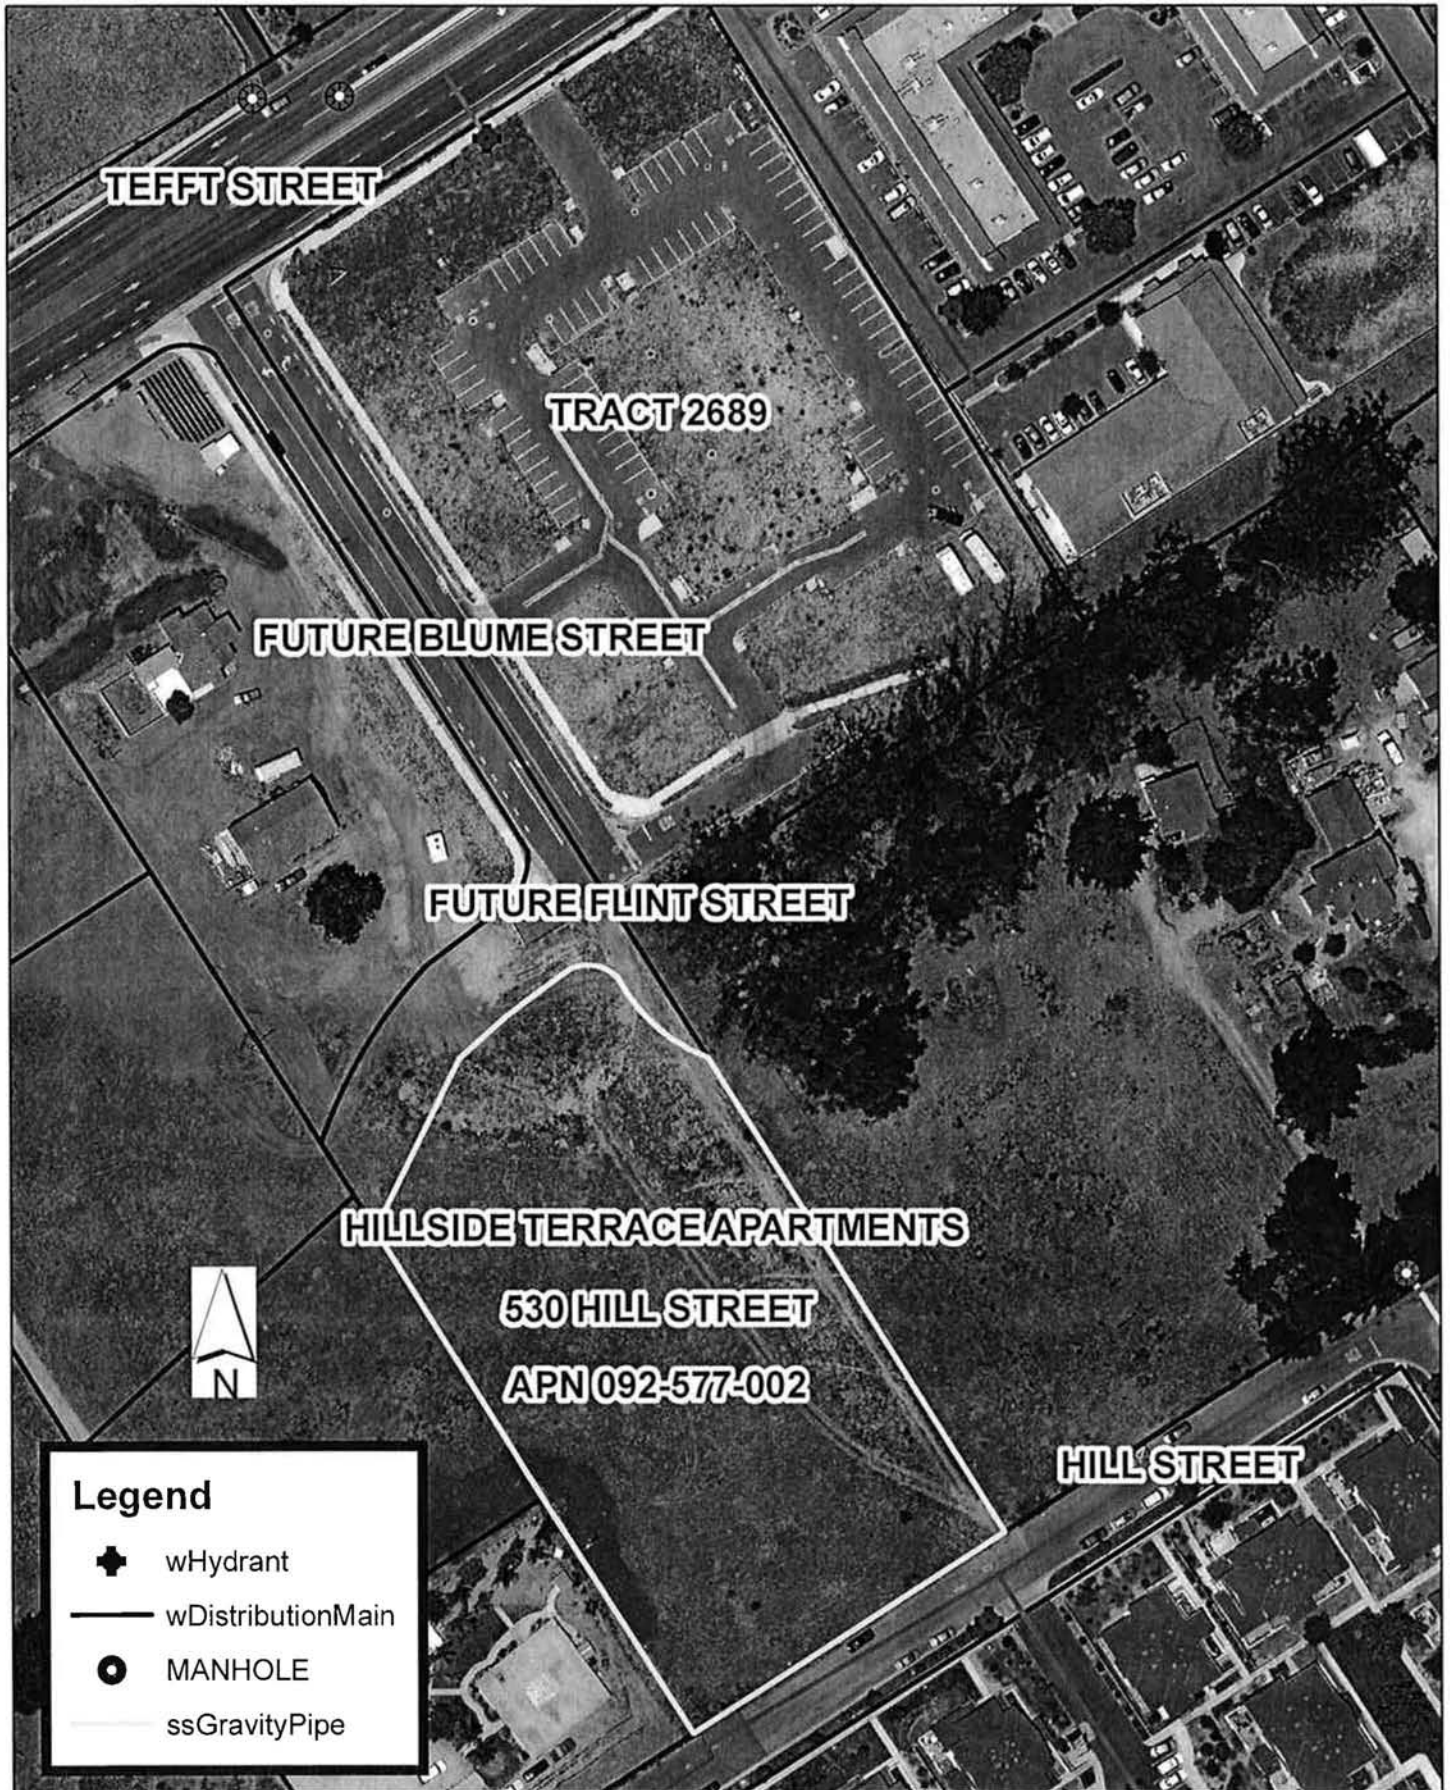 TEFFT STREET
TRACT 2689
FUTURE BLUME STREET
FUTURE FLINT STREET
HILLSIDE TERRACE APARTMENTS
530 HILL STREET
APN 092-577-002
HILL STREET
N
Legend
wHydrant
wDistributionMain
MANHOLE
ssGravityPipe